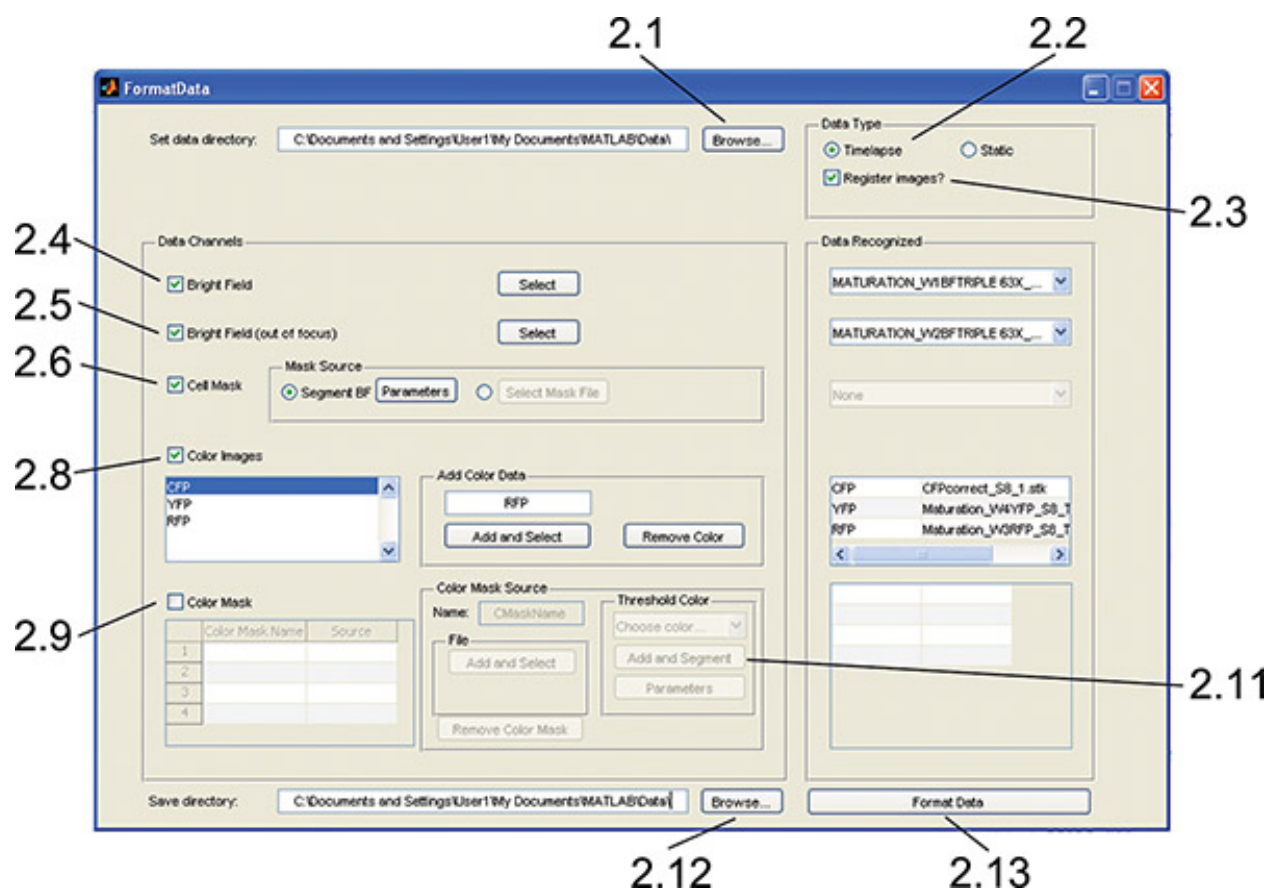 2.1
2.2
FormatData
Set data directory: C:\Documents and Settings\User1\My Documents\MATLAB\Data\ Browse...
Data Type
Timelapse Static
Register images?
2.3
2.4
Data Channels
Data Recognized
Bright Field Select MATURATION_W1BFTRIPLE 63X_...
2.5
Bright Field (out of focus) Select MATURATION_W2BFTRIPLE 63X_...
2.6
Mask Source
Cell Mask Segment BF Parameters Select Mask File None
2.8
Color Images
CFP
YFP
RFP
Add Color Data
RFP
Add and Select Remove Color
CFP CFPcorrect_S8_1.stk
YFP Maturation_W4YFP_S8_T
RFP Maturation_W3RFP_S8_T
2.9
Color Mask
Color Mask Name Source
1
2
3
4
Color Mask Source
Name: CMaskName
File
Add and Select
Remove Color Mask
Threshold Color
Choose color...
Add and Segment
Parameters
2.11
Save directory: C:\Documents and Settings\User1\My Documents\MATLAB\Data\ Browse... Format Data
2.12
2.13